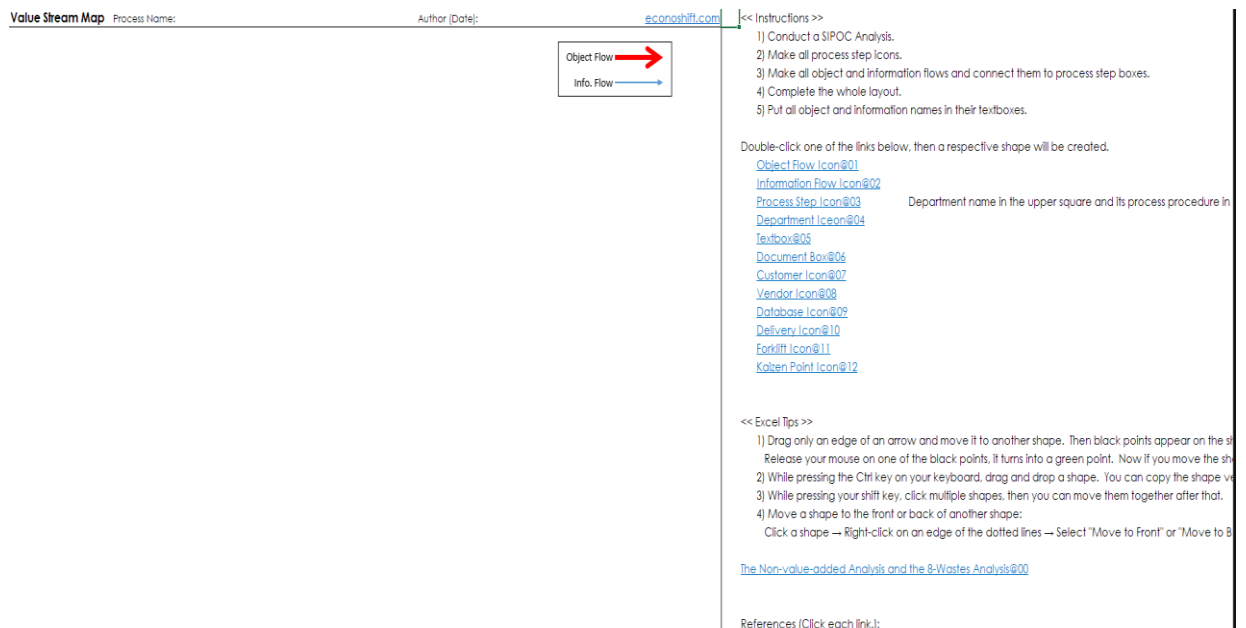 Value Stream Map Process Name: Author (Date): econoshift.com
Object Flow
Info. Flow
<< Instructions >>
1) Conduct a SIPOC Analysis.
2) Make all process step icons.
3) Make all object and information flows and connect them to process step boxes.
4) Complete the whole layout.
5) Put all object and information names in their textboxes.
Double-click one of the links below, then a respective shape will be created.
Object Flow Icon@01
Information Flow Icon@02
Process Step Icon@03 Department name in the upper square and its process procedure in
Department Iceon@04
Textbox@05
Document Box@06
Customer Icon@07
Vendor Icon@08
Database Icon@09
Delivery Icon@10
Forklift Icon@11
Kaizen Point Icon@12
<< Excel Tips >>
1) Drag only an edge of an arrow and move it to another shape. Then black points appear on the
Release your mouse on one of the black points, it turns into a green point. Now if you move the
2) While pressing the Ctrl key on your keyboard, drag and drop a shape. You can copy the shape
3) While pressing your shift key, click multiple shapes, then you can move them together after that.
4) Move a shape to the front or back of another shape:
Click a shape → Right-click on an edge of the dotted lines → Select "Move to Front" or "Move to B
The Non-value-added Analysis and the 8-Wastes Analysis@00
References (Click each link.):